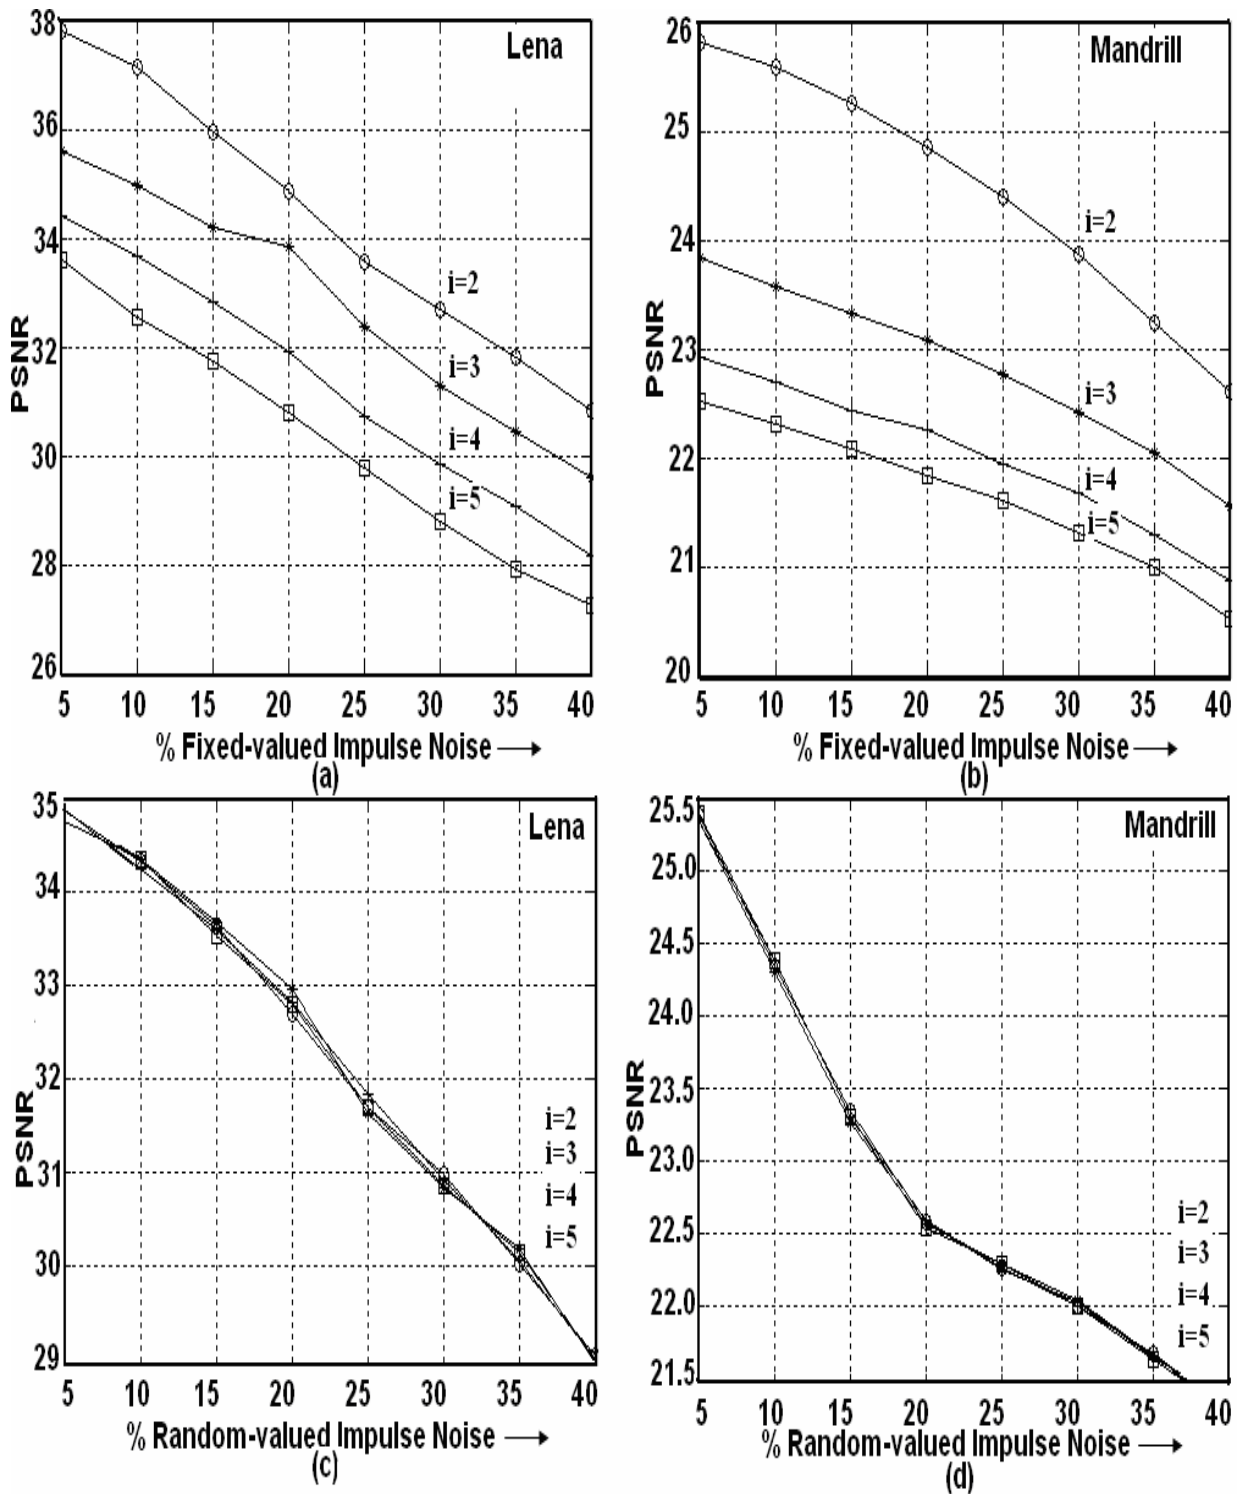 38
36
34
32
30
28
26
PSNR
Lena
i=2
i=3
i=4
i=5
5 10 15 20 25 30 35 40
% Fixed-valued Impulse Noise →
(a)
26
25
24
23
22
21
20
PSNR
Mandrill
i=2
i=3
i=4
i=5
5 10 15 20 25 30 35 40
% Fixed-valued Impulse Noise →
(b)
35
34
33
32
31
30
29
PSNR
Lena
i=2
i=3
i=4
i=5
5 10 15 20 25 30 35 40
% Random-valued Impulse Noise →
(c)
25.5
25.0
24.5
24.0
23.5
23.0
22.5
22.0
21.5
PSNR
Mandrill
i=2
i=3
i=4
i=5
5 10 15 20 25 30 35 40
% Random-valued Impulse Noise →
(d)